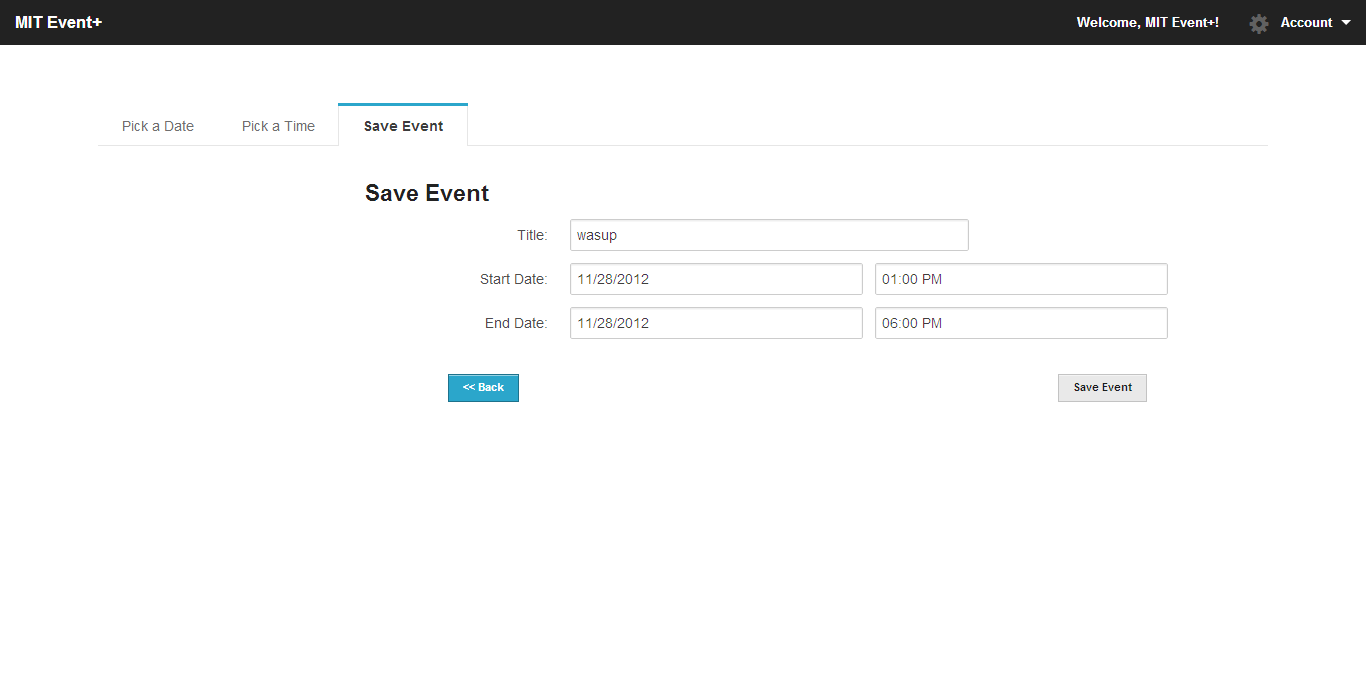 MIT Event+ Welcome, MIT Event+! Account
Pick a Date Pick a Time Save Event
Save Event
Title: wasup
Start Date: 11/28/2012 01:00 PM
End Date: 11/28/2012 06:00 PM
<< Back Save Event